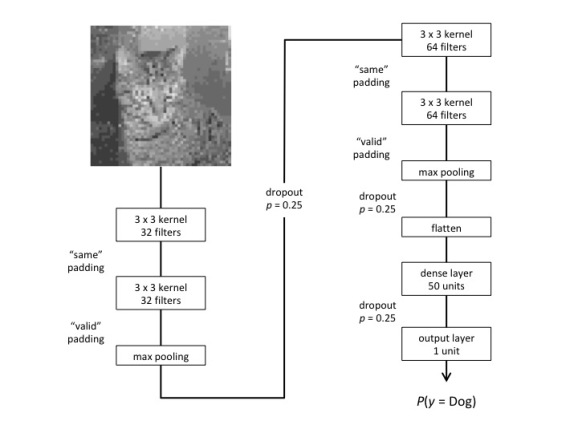 3 x 3 kernel
32 filters
“same”
padding
3 x 3 kernel
32 filters
“valid”
padding
max pooling
dropout
p = 0.25
3 x 3 kernel
64 filters
“same”
padding
3 x 3 kernel
64 filters
“valid”
padding
max pooling
dropout
p = 0.25
flatten
dense layer
50 units
dropout
p = 0.25
output layer
1 unit
P(y = Dog)